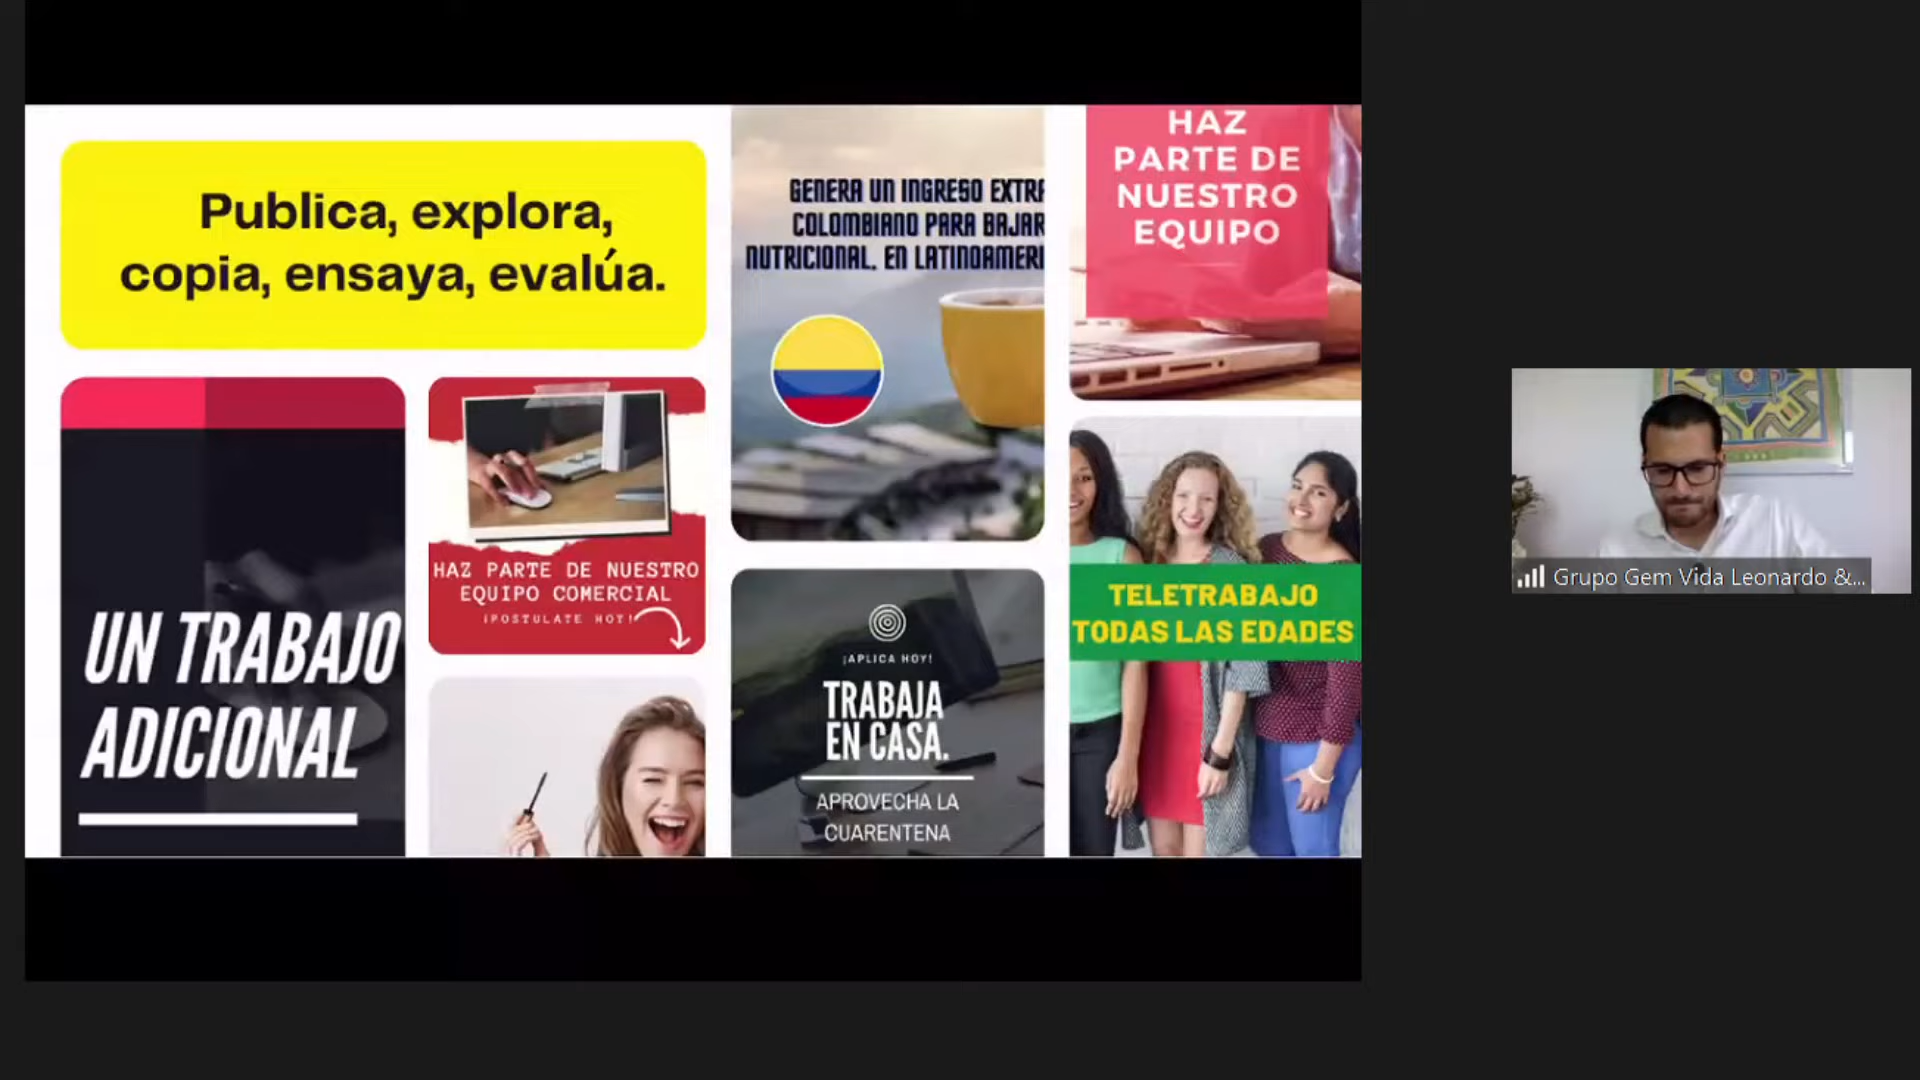 Publica, explora,
copia, ensaya, evalúa.
UN TRABAJO
ADICIONAL
HAZ PARTE DE NUESTRO
EQUIPO COMERCIAL
¡POSTULATE HOY!
GENERA UN INGRESO EXTR
COLOMBIANO PARA BAJAR
NUTRICIONAL. EN LATINOAMERI
¡APLICA HOY!
TRABAJA
EN CASA.
APROVECHA LA
CUARENTENA
HAZ
PARTE DE
NUESTRO
EQUIPO
TELETRABAJO
TODAS LAS EDADES
Grupo Gem Vida Leonardo &...